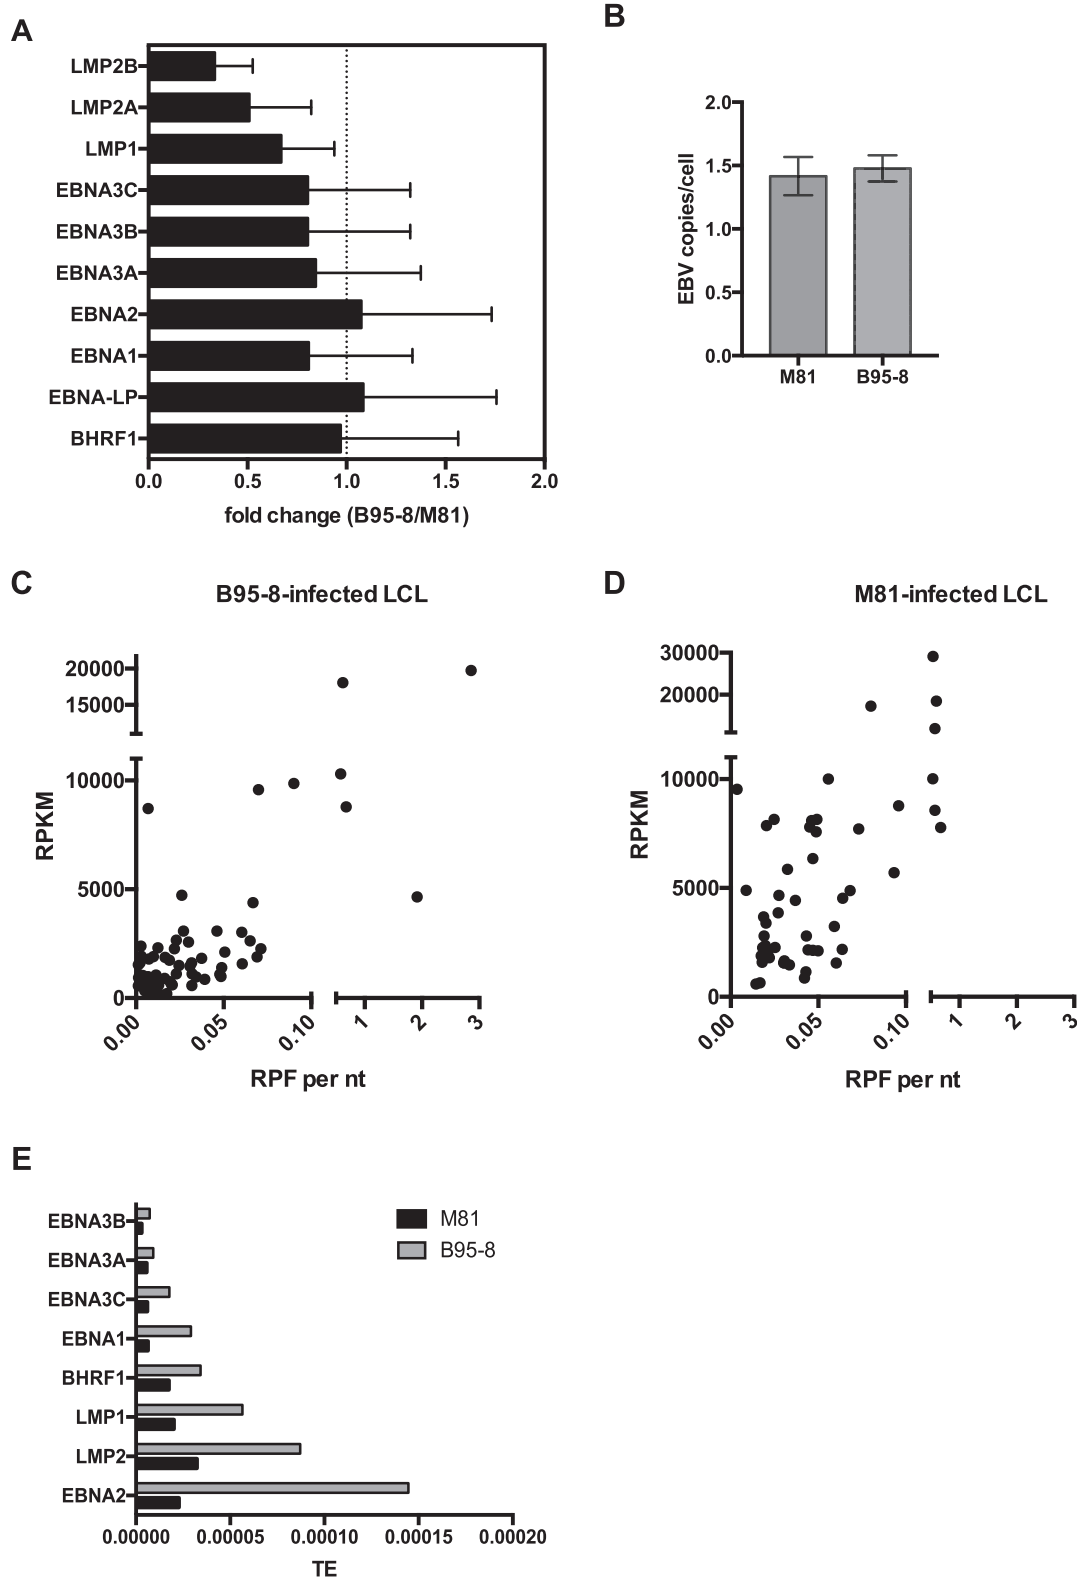 A
LMP2B
LMP2A
LMP1
EBNA3C
EBNA3B
EBNA3A
EBNA2
EBNA1
EBNA-LP
BHRF1
0.0 0.5 1.0 1.5 2.0
fold change (B95-8/M81)
B
2.0
1.5
1.0
0.5
0.0
EBV copies/cell
M81 B95-8
C
B95-8-infected LCL
20000
15000
10000
5000
0
RPKM
0.00 0.05 0.10 1 2 3
RPF per nt
D
M81-infected LCL
30000
20000
10000
5000
0
RPKM
0.00 0.05 0.10 1 2 3
RPF per nt
E
EBNA3B
EBNA3A
EBNA3C
EBNA1
BHRF1
LMP1
LMP2
EBNA2
M81
B95-8
0.00000 0.00005 0.00010 0.00015 0.00020
TE